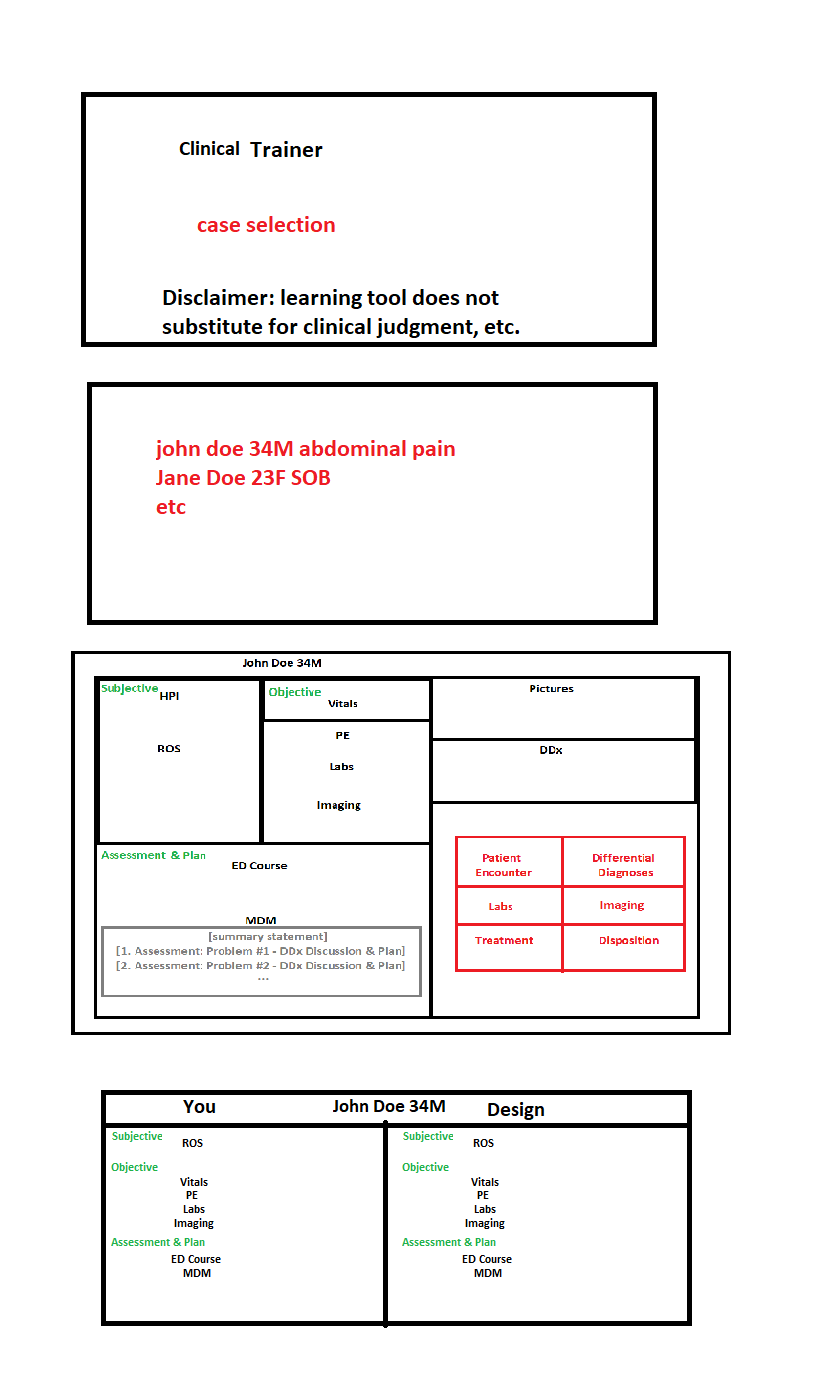 Clinical Trainer
case selection
Disclaimer: learning tool does not
substitute for clinical judgment, etc.
john doe 34M abdominal pain
Jane Doe 23F SOB
etc
John Doe 34M
Subjective
HPI
ROS
Objective
Vitals
PE
Labs
Imaging
Pictures
DDx
Assessment & Plan
ED Course
MDM
[summary statement]
[1. Assessment: Problem #1 - DDx Discussion & Plan]
[2. Assessment: Problem #2 - DDx Discussion & Plan]
...
Patient
Encounter
Differential
Diagnoses
Labs
Imaging
Treatment
Disposition
You
John Doe 34M
Design
Subjective
ROS
Objective
Vitals
PE
Labs
Imaging
Assessment & Plan
ED Course
MDM
Subjective
ROS
Objective
Vitals
PE
Labs
Imaging
Assessment & Plan
ED Course
MDM